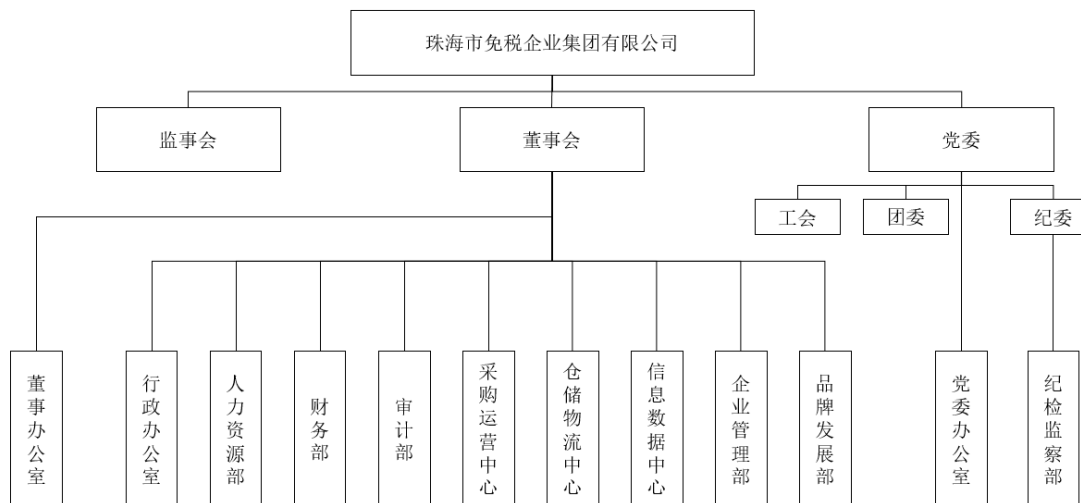 珠海市免税企业集团有限公司
监事会
董事会
党委
工会
团委
纪委
董事办公室
行政办公室
人力资源部
财务部
审计部
采购运营中心
仓储物流中心
信息数据中心
企业管理部
品牌发展部
党委办公室
纪检监察部